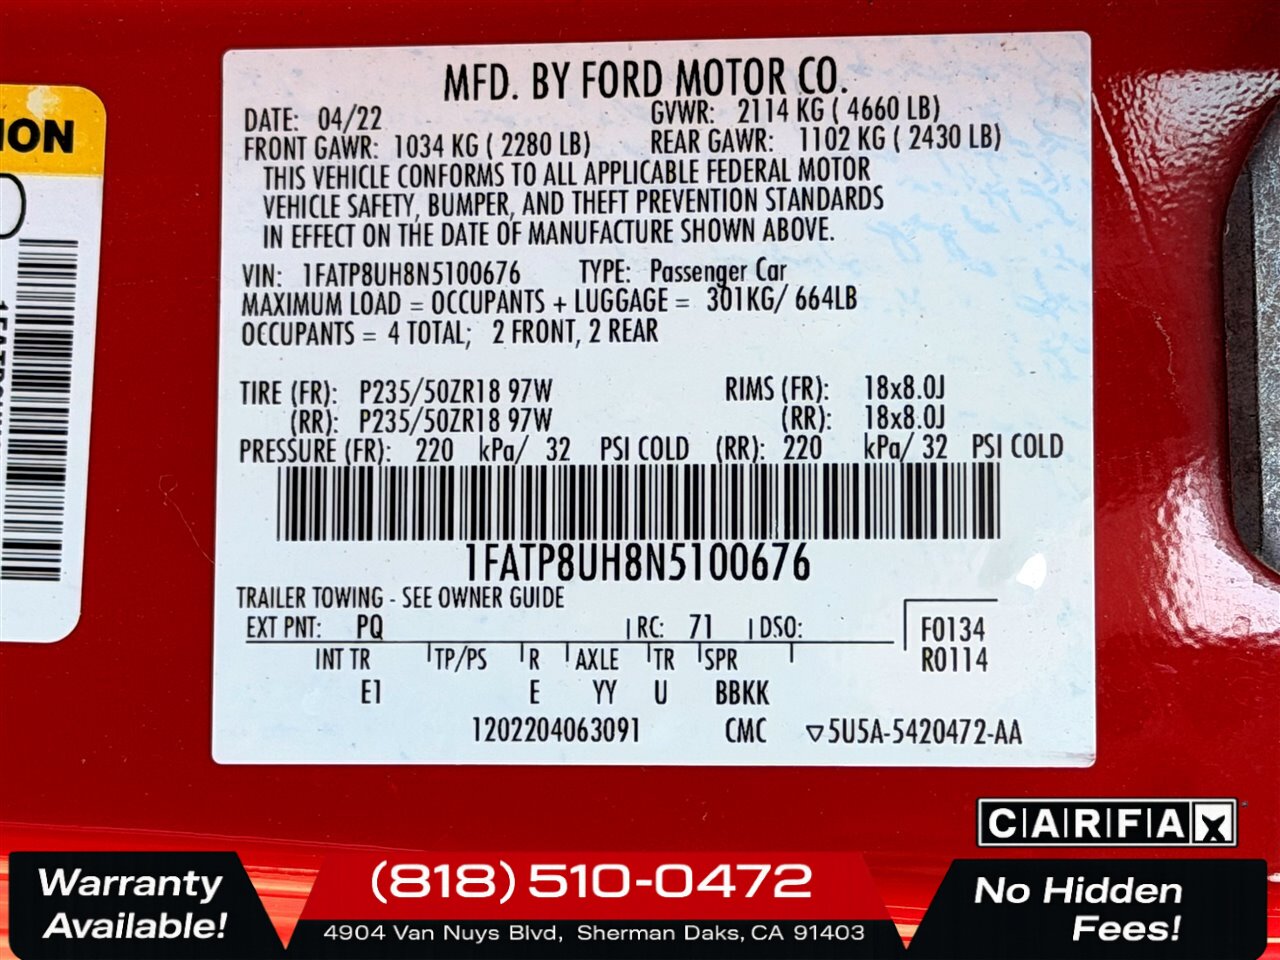 ION
MFD. BY FORD MOTOR CO.
DATE: 04/22 GVWR: 2114 KG ( 4660 LB)
FRONT GAWR: 1034 KG ( 2280 LB) REAR GAWR: 1102 KG ( 2430 LB)
THIS VEHICLE CONFORMS TO ALL APPLICABLE FEDERAL MOTOR
VEHICLE SAFETY, BUMPER, AND THEFT PREVENTION STANDARDS
IN EFFECT ON THE DATE OF MANUFACTURE SHOWN ABOVE.
VIN: 1FATP8UH8N5100676 TYPE: Passenger Car
MAXIMUM LOAD = OCCUPANTS + LUGGAGE = 301KG/ 664LB
OCCUPANTS = 4 TOTAL; 2 FRONT, 2 REAR
TIRE (FR): P235/50ZR18 97W RIMS (FR): 18x8.0J
(RR): P235/50ZR18 97W (RR): 18x8.0J
PRESSURE (FR): 220 kPa/ 32 PSI COLD (RR): 220 kPa/ 32 PSI COLD
1FATP8UH8N5100676
TRAILER TOWING - SEE OWNER GUIDE
EXT PNT: PQ RC: 71 DSO: F0134
INT TR TP/PS R AXLE TR SPR R0114
E1 E YY U BBKK
1202204063091 CMC ▽5U5A-5420472-AA
CARFAX
Warranty
Available!
(818) 510-0472
4904 Van Nuys Blvd, Sherman Daks, CA 91403
No Hidden
Fees!